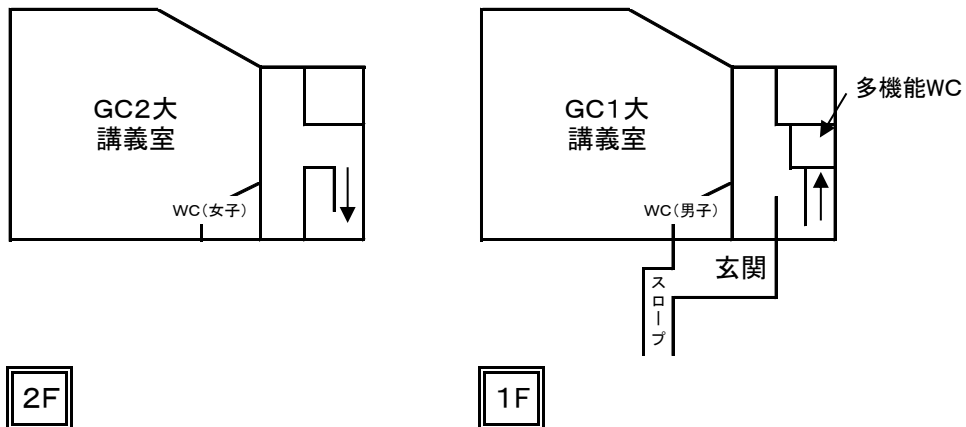 GC2大
講義室
WC(女子)
2F
GC1大
講義室
多機能WC
WC(男子)
玄関
スロープ
1F